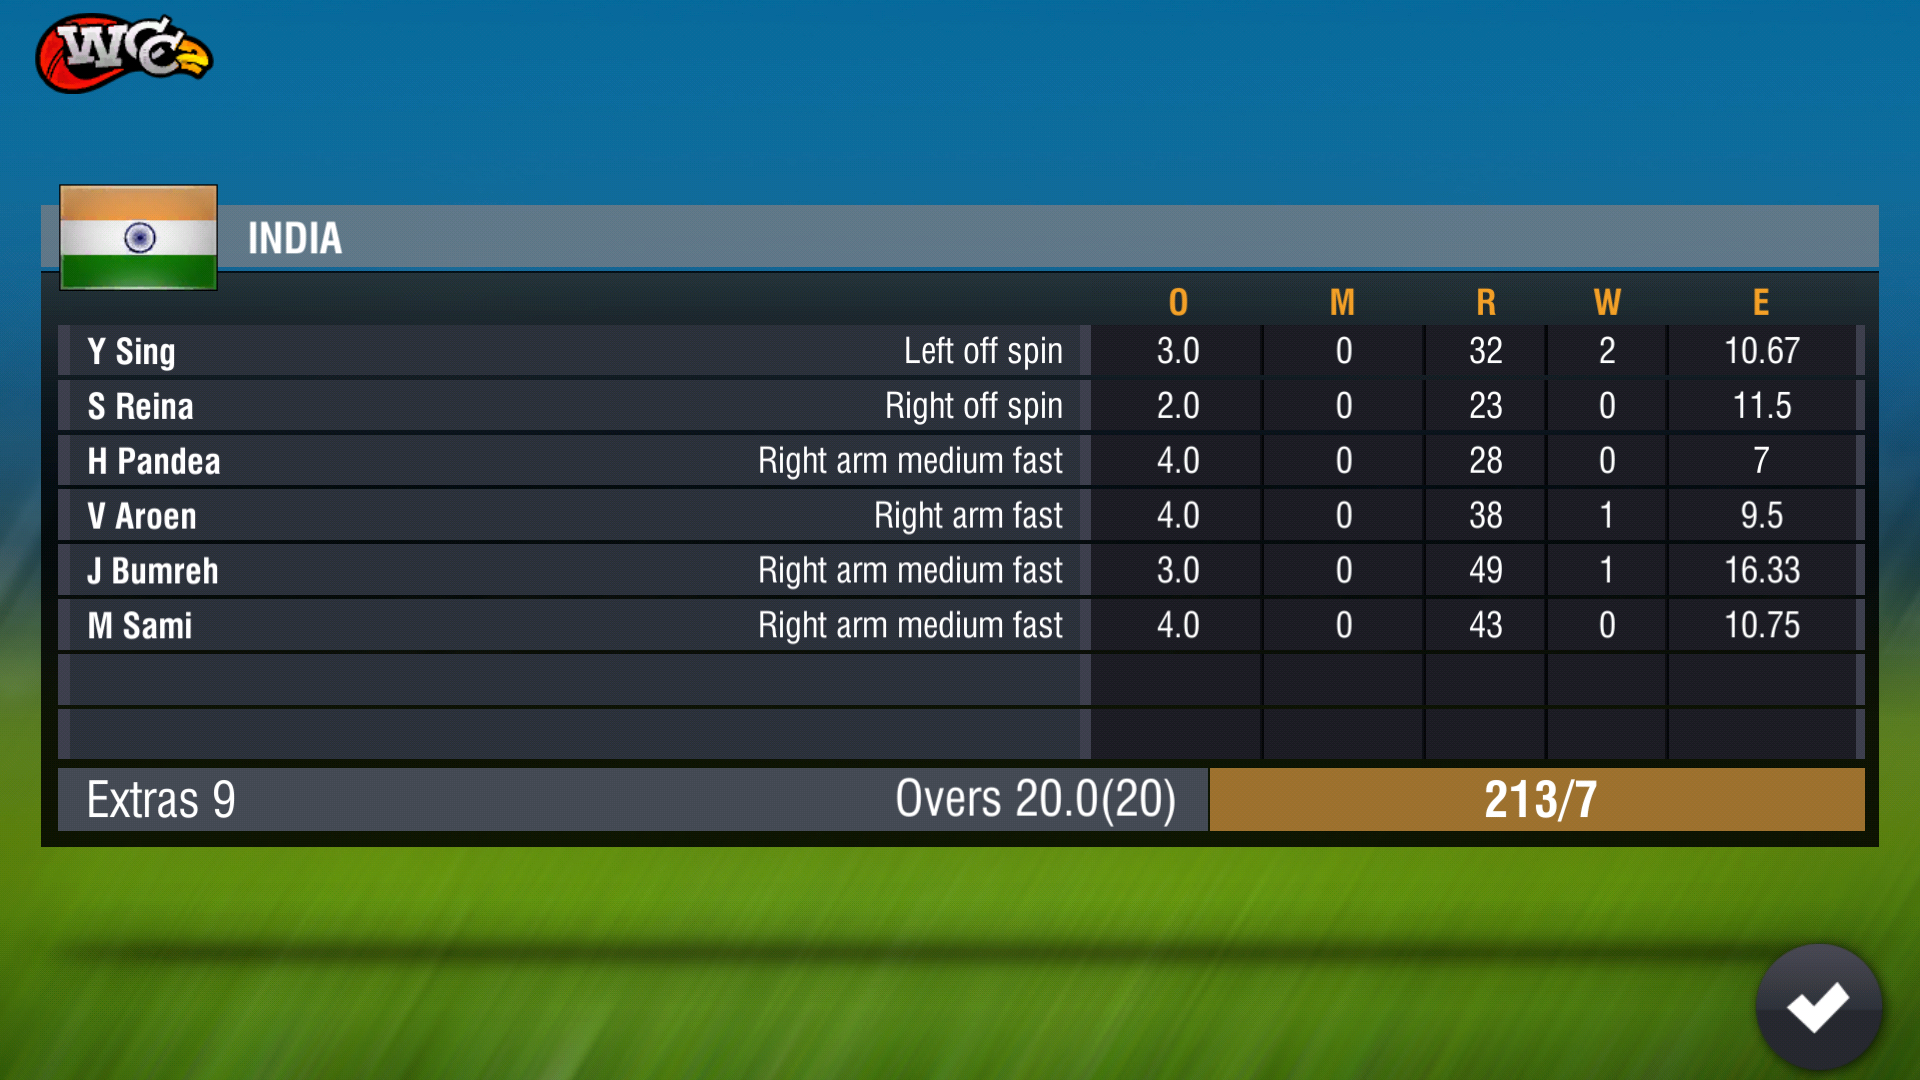 WCC2
INDIA
O M R W E
Y Sing Left off spin 3.0 0 32 2 10.67
S Reina Right off spin 2.0 0 23 0 11.5
H Pandea Right arm medium fast 4.0 0 28 0 7
V Aroen Right arm fast 4.0 0 38 1 9.5
J Bumreh Right arm medium fast 3.0 0 49 1 16.33
M Sami Right arm medium fast 4.0 0 43 0 10.75
Extras 9 Overs 20.0(20) 213/7